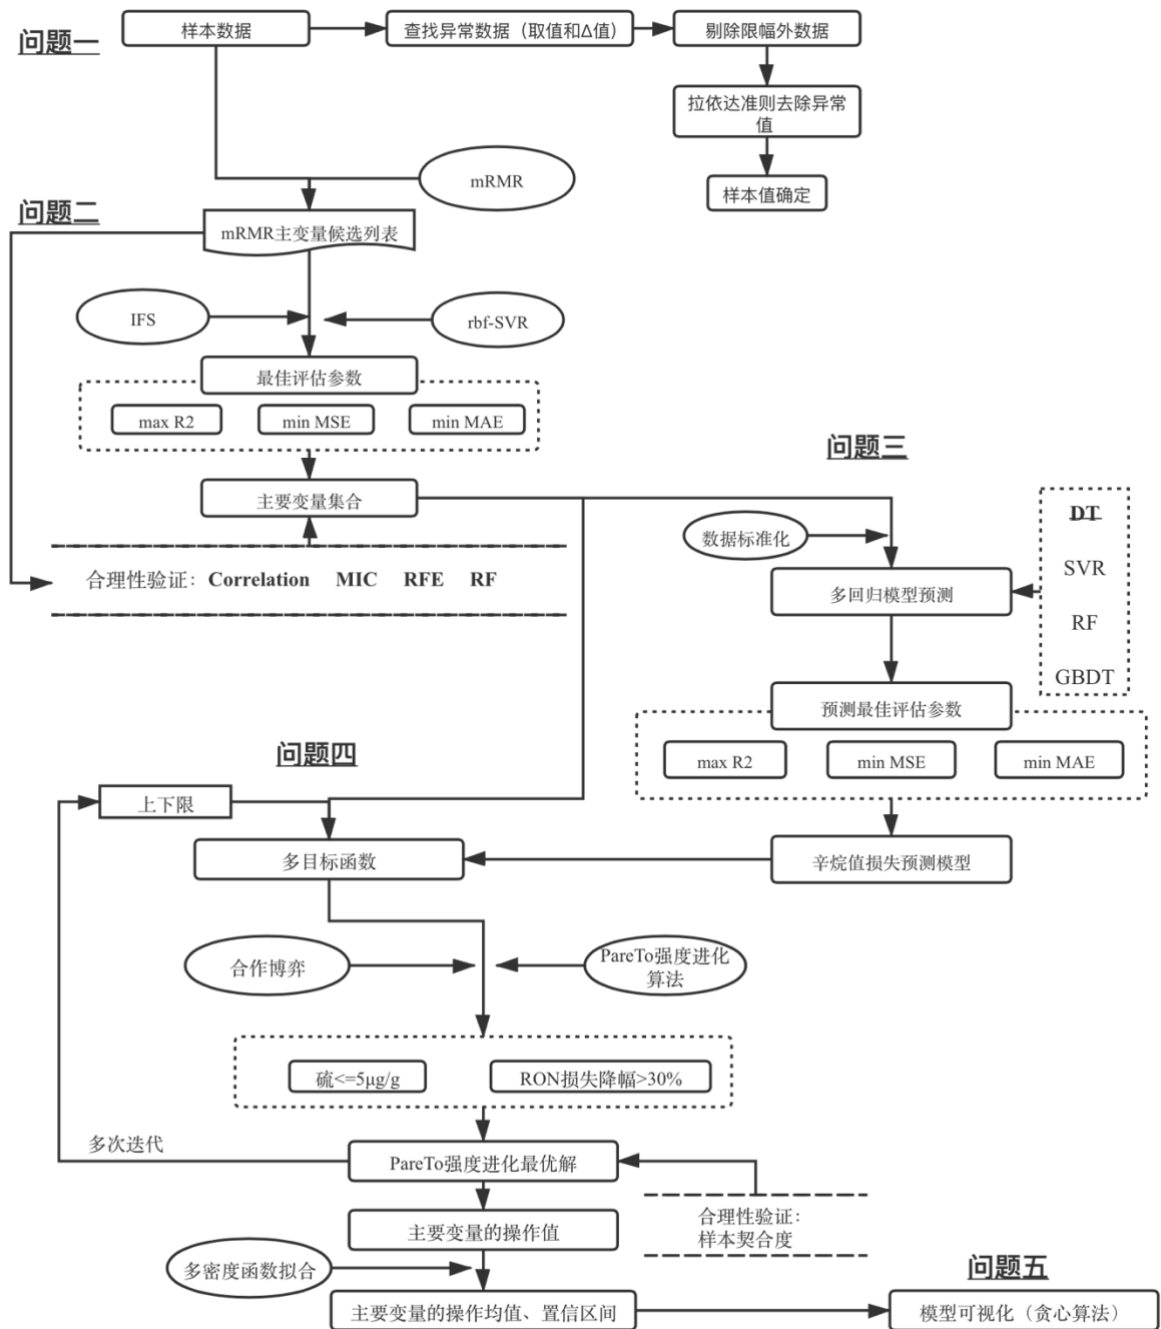 问题一
样本数据
查找异常数据（取值和Δ值）
剔除限幅外数据
拉依达准则去除异常
值
样本值确定
mRMR
问题二
mRMR主变量候选列表
IFS
rbf-SVR
最佳评估参数
max R2
min MSE
min MAE
主要变量集合
合理性验证：Correlation MIC RFE RF
问题三
数据标准化
DT
SVR
RF
GBDT
多回归模型预测
预测最佳评估参数
max R2
min MSE
min MAE
辛烷值损失预测模型
问题四
上下限
多目标函数
合作博弈
PareTo强度进化
算法
硫<=5μg/g
RON损失降幅>30%
多次迭代
PareTo强度进化最优解
合理性验证：
样本契合度
主要变量的操作值
多密度函数拟合
主要变量的操作均值、置信区间
问题五
模型可视化（贪心算法）